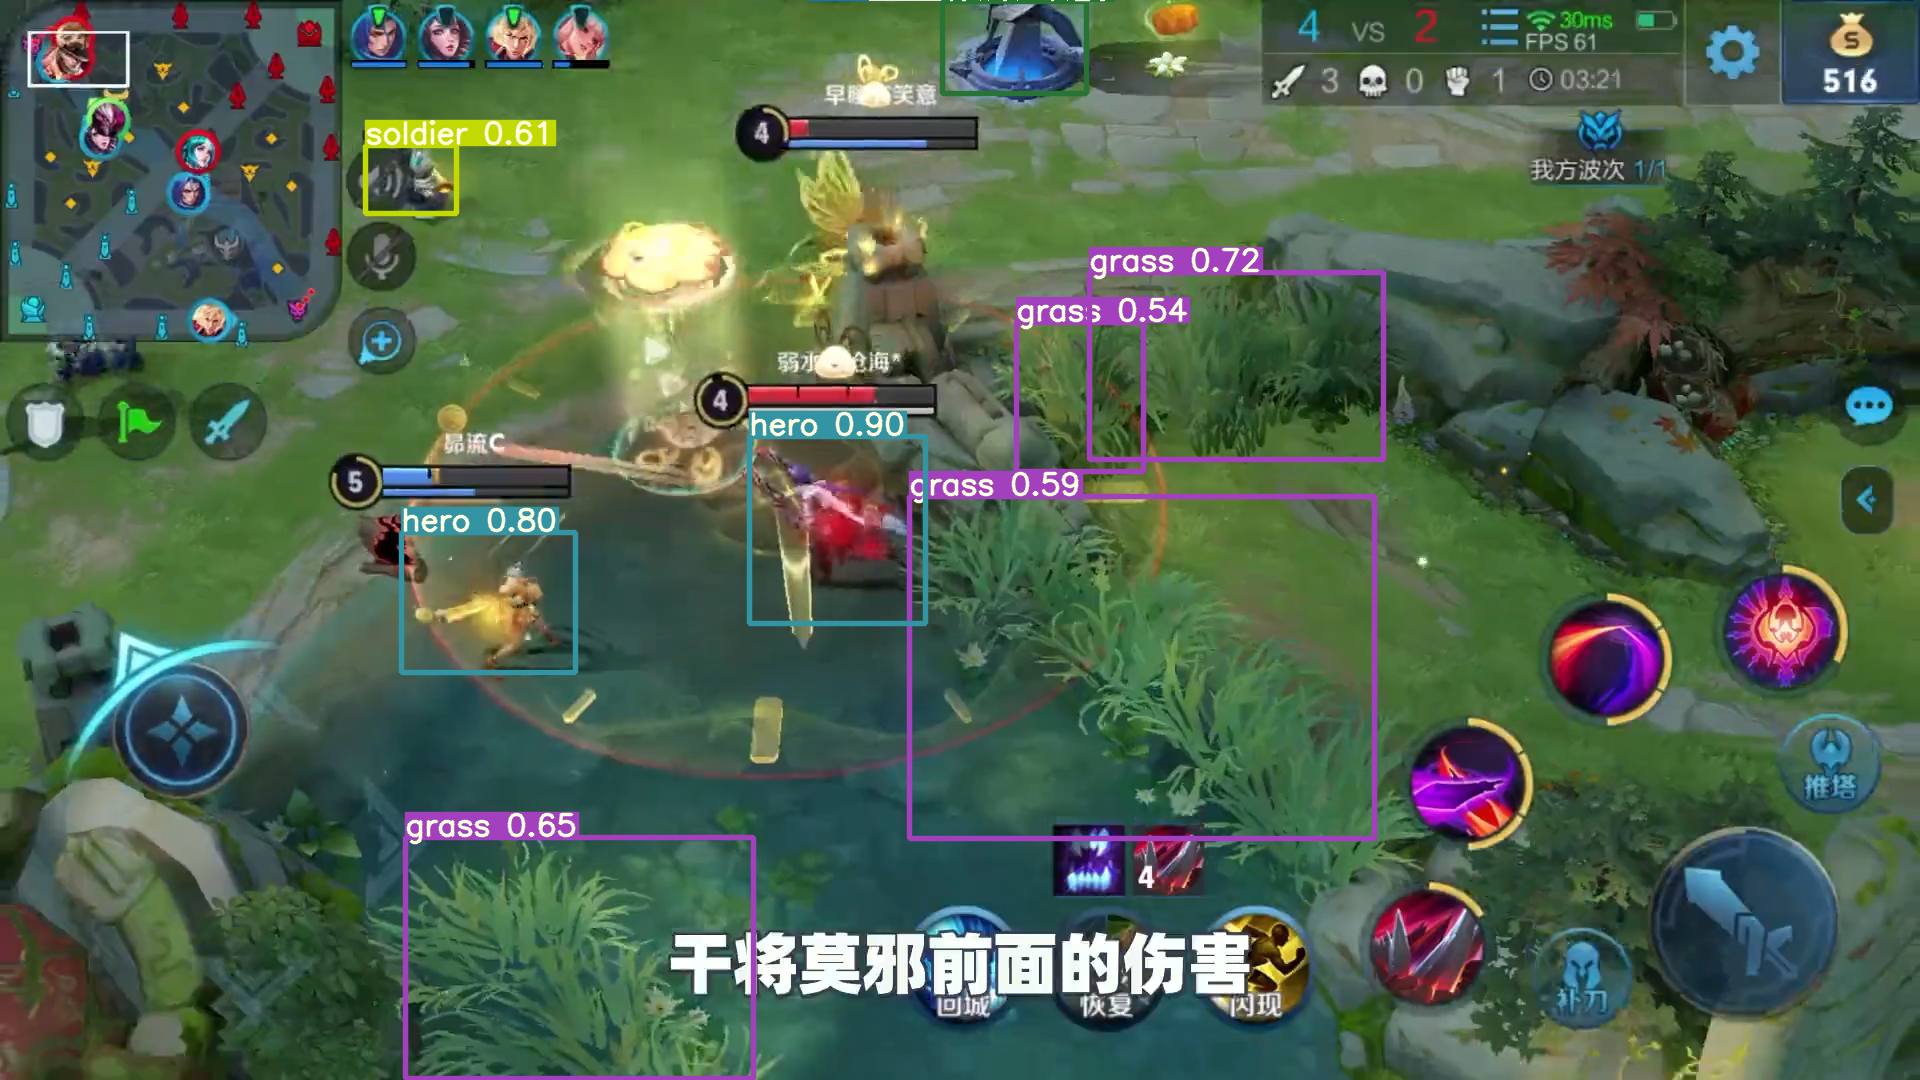 4 vs 2
30ms
FPS 61
3 0 1 03:21
S
516
我方波次 1/1
soldier 0.61
4
grass 0.72
grass 0.54
4
hero 0.90
昴流C
5
grass 0.59
hero 0.80
推塔
grass 0.65
4
干将莫邪前面的伤害
回城
恢复
闪现
补刀